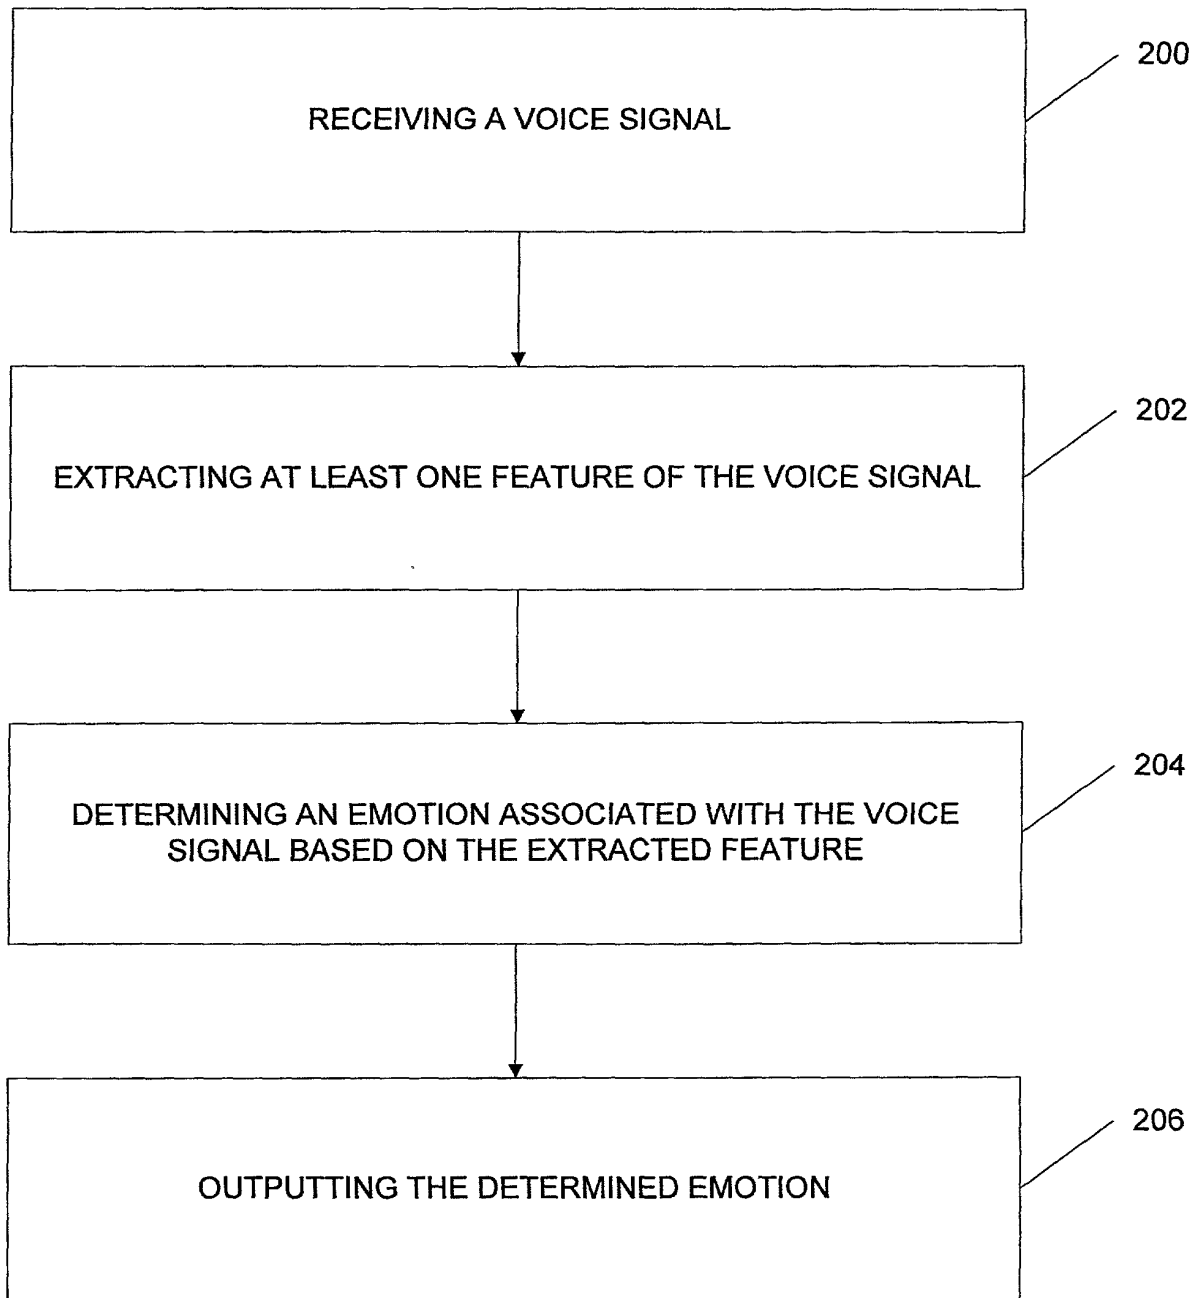 200
RECEIVING A VOICE SIGNAL
202
EXTRACTING AT LEAST ONE FEATURE OF THE VOICE SIGNAL
204
DETERMINING AN EMOTION ASSOCIATED WITH THE VOICE
SIGNAL BASED ON THE EXTRACTED FEATURE
206
OUTPUTTING THE DETERMINED EMOTION